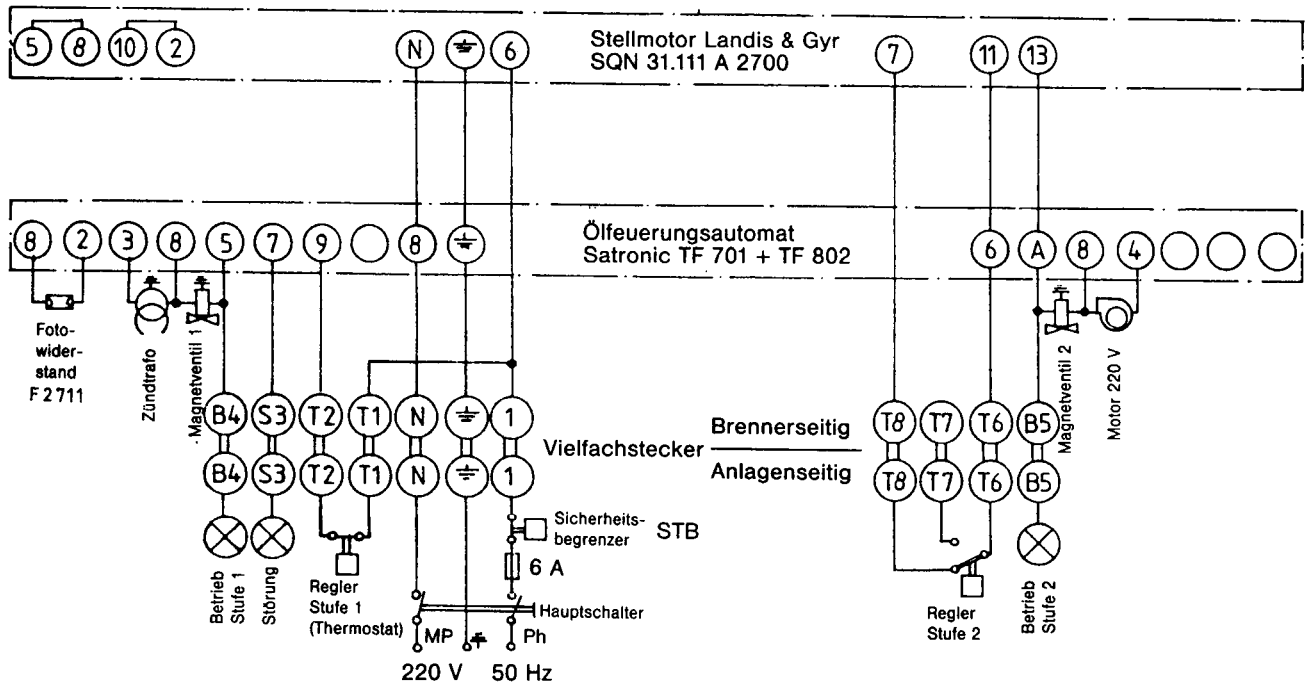 5 8 10 2 N 6 Stellmotor Landis & Gyr 7 11 13
SQN 31.111 A 2700
8 2 3 8 5 7 9 8 Ölfeuerungsautomat 6 A 8 4
Satronic TF 701 + TF 802
Foto-
wider-
stand
F 2711
Zündtrafo
Magnetventil 1
Magnetventil 2
Motor 220 V
B4 S3 T2 T1 N 1 T8 T7 T6 B5
Vielfachstecker Brennerseitig
Anlagenseitig
B4 S3 T2 T1 N 1 T8 T7 T6 B5
Sicherheits-
begrenzer STB
6 A
Betrieb
Stufe 1
Störung
Regler
Stufe 1
(Thermostat)
Hauptschalter
MP Ph
220 V 50 Hz
Regler
Stufe 2
Betrieb
Stufe 2